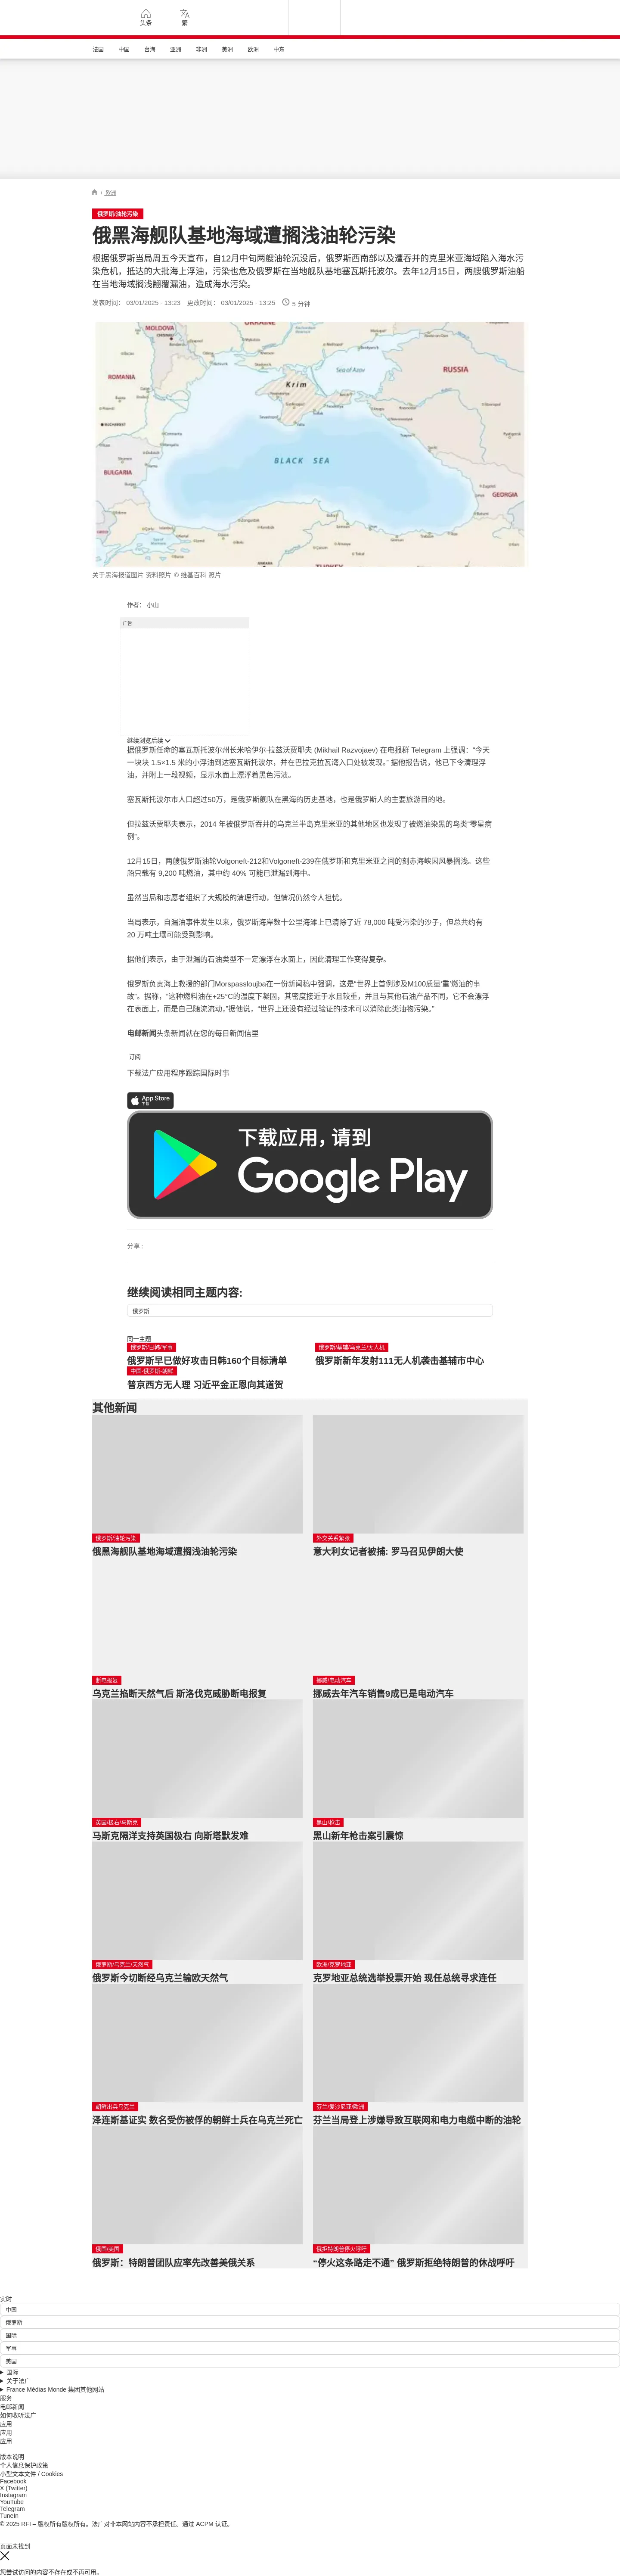 头条
繁
法国 中国 台海 亚洲 非洲 美洲 欧洲 中东
/ 欧洲
俄罗斯/油轮污染
俄黑海舰队基地海域遭搁浅油轮污染
根据俄罗斯当局周五今天宣布，自12月中旬两艘油轮沉没后，俄罗斯西南部以及遭吞并的克里米亚海域陷入海水污
染危机，抵达的大批海上浮油，污染也危及俄罗斯在当地舰队基地塞瓦斯托波尔。去年12月15日，两艘俄罗斯油船
在当地海域搁浅翻覆漏油，造成海水污染。
发表时间： 03/01/2025 - 13:23 更改时间： 03/01/2025 - 13:25 5 分钟
MOLDOVA
UKRAINE
ROMANIA
Sea of Azov
RUSSIA
Krim
BUCHAREST
BLACK SEA
BULGARIA
GEORGIA
ANKARA
TURKEY
关于黑海报道图片 资料照片 © 维基百科 照片
作者： 小山
广告
继续浏览后续
据俄罗斯任命的塞瓦斯托波尔州长米哈伊尔·拉兹沃贾耶夫 (Mikhail Razvojaev) 在电报群 Telegram 上强调：“今天
一块块 1.5×1.5 米的小浮油到达塞瓦斯托波尔，并在巴拉克拉瓦湾入口处被发现。” 据他报告说，他已下令清理浮
油，并附上一段视频，显示水面上漂浮着黑色污渍。
塞瓦斯托波尔市人口超过50万，是俄罗斯舰队在黑海的历史基地，也是俄罗斯人的主要旅游目的地。
但拉兹沃贾耶夫表示，2014 年被俄罗斯吞并的乌克兰半岛克里米亚的其他地区也发现了被燃油染黑的鸟类“零星病
例”。
12月15日，两艘俄罗斯油轮Volgoneft-212和Volgoneft-239在俄罗斯和克里米亚之间的刻赤海峡因风暴搁浅。这些
船只载有 9,200 吨燃油，其中约 40% 可能已泄漏到海中。
虽然当局和志愿者组织了大规模的清理行动，但情况仍然令人担忧。
当局表示，自漏油事件发生以来，俄罗斯海岸数十公里海滩上已清除了近 78,000 吨受污染的沙子，但总共约有
20 万吨土壤可能受到影响。
据他们表示，由于泄漏的石油类型不一定漂浮在水面上，因此清理工作变得复杂。
俄罗斯负责海上救援的部门Morspassloujba在一份新闻稿中强调，这是“世界上首例涉及M100质量‘重’燃油的事
故”。据称，“这种燃油在+25°C的温度下凝固，其密度接近于水且较重，并且与其他石油产品不同，它不会漂浮
在表面上，而是自己随流流动，”据他说，“世界上还没有经过验证的技术可以消除此类油物污染。”
电邮新闻头条新闻就在您的每日新闻信里
订阅
下载法广应用程序跟踪国际时事
App Store
下载
下载应用，请到
Google Play
分享 :
继续阅读相同主题内容:
俄罗斯
同一主题
俄罗斯/日韩/军事
俄罗斯早已做好攻击日韩160个目标清单
俄罗斯/基辅/乌克兰/无人机
俄罗斯新年发射111无人机袭击基辅市中心
中国·俄罗斯·朝鲜
普京西方无人理 习近平金正恩向其道贺
其他新闻
俄罗斯/油轮污染
俄黑海舰队基地海域遭搁浅油轮污染
外交关系紧张
意大利女记者被捕: 罗马召见伊朗大使
断电报复
乌克兰掐断天然气后 斯洛伐克威胁断电报复
挪威/电动汽车
挪威去年汽车销售9成已是电动汽车
英国/极右/马斯克
马斯克隔洋支持英国极右 向斯塔默发难
黑山/枪击
黑山新年枪击案引震惊
俄罗斯/乌克兰/天然气
俄罗斯今切断经乌克兰输欧天然气
欧洲/克罗地亚
克罗地亚总统选举投票开始 现任总统寻求连任
朝鲜出兵乌克兰
泽连斯基证实 数名受伤被俘的朝鲜士兵在乌克兰死亡
芬兰/爱沙尼亚/欧洲
芬兰当局登上涉嫌导致互联网和电力电缆中断的油轮
俄国/美国
俄罗斯：特朗普团队应率先改善美俄关系
俄拒特朗普停火呼吁
“停火这条路走不通” 俄罗斯拒绝特朗普的休战呼吁
实时
中国
俄罗斯
国际
军事
美国
国际
关于法广
France Médias Monde 集团其他网站
服务
电邮新闻
如何收听法广
应用
应用
应用
版本说明
个人信息保护政策
小型文本文件 / Cookies
Facebook
X (Twitter)
Instagram
YouTube
Telegram
TuneIn
© 2025 RFI – 版权所有版权所有。法广对非本网站内容不承担责任。通过 ACPM 认证。
页面未找到
您尝试访问的内容不存在或不再可用。